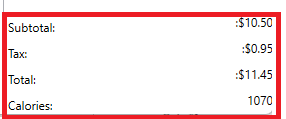 Subtotal: :$10.50
Tax: :$0.95
Total: :$11.45
Calories: 1070